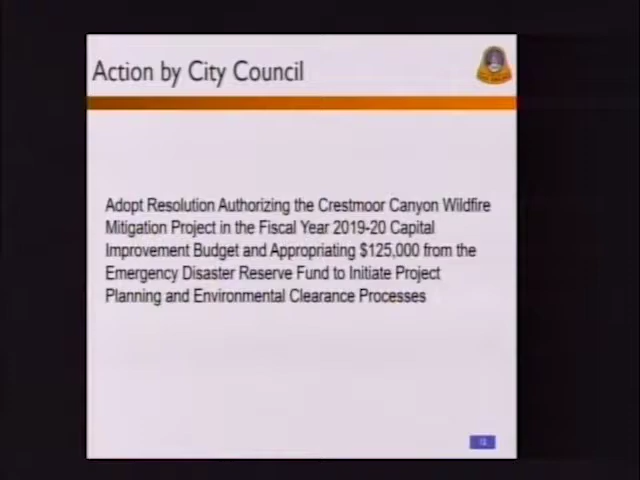 Action by City Council
Adopt Resolution Authorizing the Crestmoor Canyon Wildfire
Mitigation Project in the Fiscal Year 2019-20 Capital
Improvement Budget and Appropriating $125,000 from the
Emergency Disaster Reserve Fund to Initiate Project
Planning and Environmental Clearance Processes